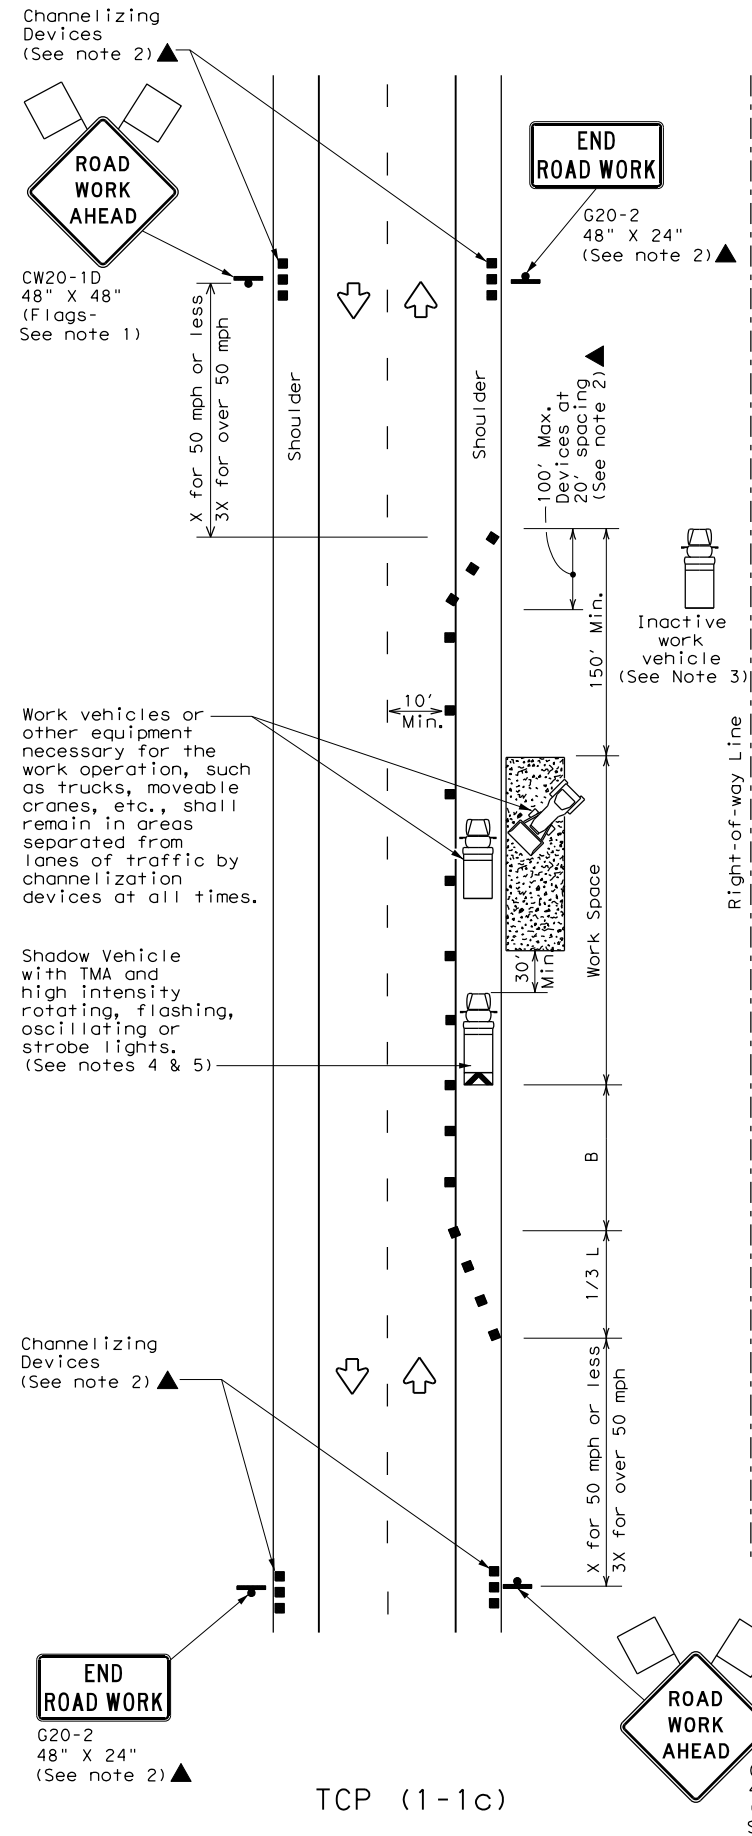 Channelizing
Devices
(See note 2)
ROAD
WORK
AHEAD
CW20-1D
48" X 48"
(Flags-
See note 1)
END
ROAD WORK
G20-2
48" X 24"
(See note 2)
X for 50 mph or less
3X for over 50 mph
Shoulder
Shoulder
100' Max.
Devices at
20' spacing
(See note 2)
150' Min.
Inactive
work
vehicle
(See Note 3)
10'
Min.
Work vehicles or
other equipment
necessary for the
work operation, such
as trucks, moveable
cranes, etc., shall
remain in areas
separated from
lanes of traffic by
channelization
devices at all times.
Right-of-way Line
Work Space
30'
Min.
Shadow Vehicle
with TMA and
high intensity
rotating, flashing,
oscillating or
strobe lights.
(See notes 4 & 5)
B
1/3 L
Channelizing
Devices
(See note 2)
X for 50 mph or less
3X for over 50 mph
END
ROAD WORK
G20-2
48" X 24"
(See note 2)
ROAD
WORK
AHEAD
TCP (1-1c)